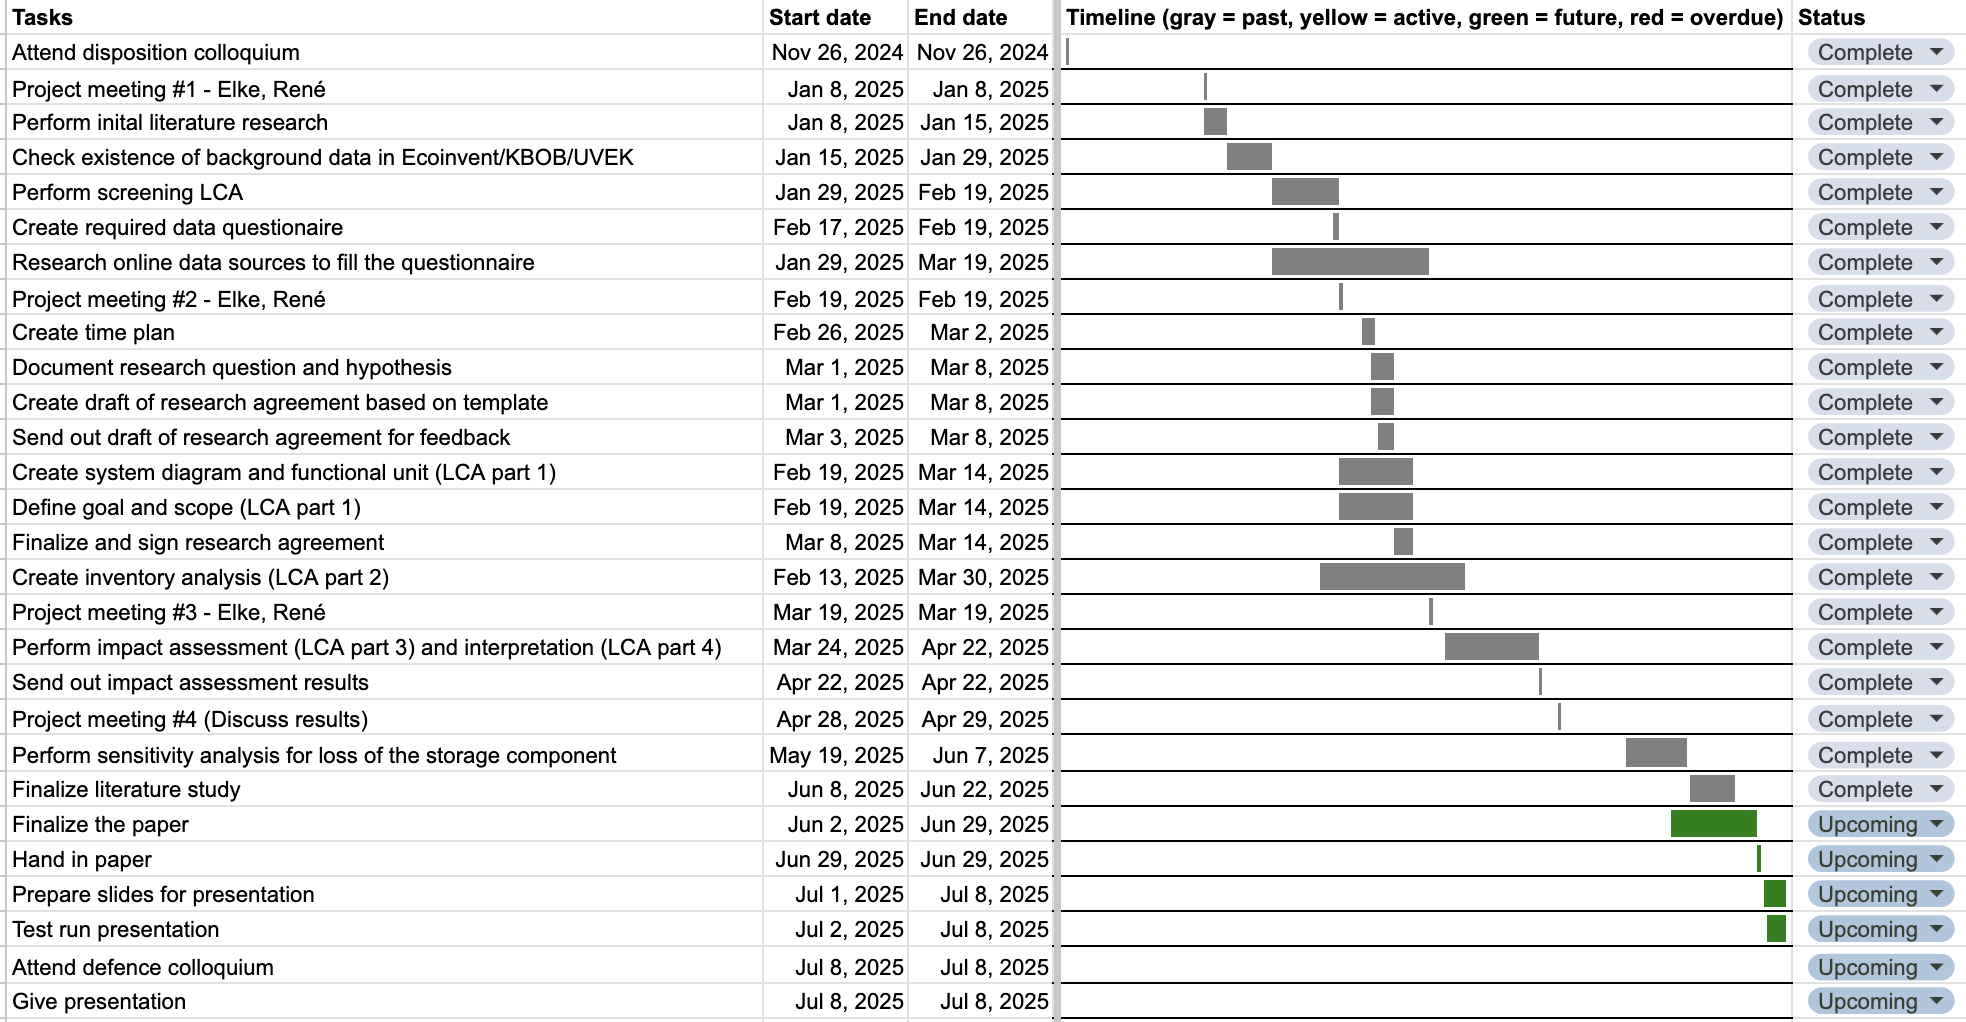 Tasks Start date End date Timeline (gray = past, yellow = active, green = future, red = overdue) Status
Attend disposition colloquium Nov 26, 2024 Nov 26, 2024 Complete
Project meeting #1 - Elke, René Jan 8, 2025 Jan 8, 2025 Complete
Perform inital literature research Jan 8, 2025 Jan 15, 2025 Complete
Check existence of background data in Ecoinvent/KBOB/UVEK Jan 15, 2025 Jan 29, 2025 Complete
Perform screening LCA Jan 29, 2025 Feb 19, 2025 Complete
Create required data questionaire Feb 17, 2025 Feb 19, 2025 Complete
Research online data sources to fill the questionnaire Jan 29, 2025 Mar 19, 2025 Complete
Project meeting #2 - Elke, René Feb 19, 2025 Feb 19, 2025 Complete
Create time plan Feb 26, 2025 Mar 2, 2025 Complete
Document research question and hypothesis Mar 1, 2025 Mar 8, 2025 Complete
Create draft of research agreement based on template Mar 1, 2025 Mar 8, 2025 Complete
Send out draft of research agreement for feedback Mar 3, 2025 Mar 8, 2025 Complete
Create system diagram and functional unit (LCA part 1) Feb 19, 2025 Mar 14, 2025 Complete
Define goal and scope (LCA part 1) Feb 19, 2025 Mar 14, 2025 Complete
Finalize and sign research agreement Mar 8, 2025 Mar 14, 2025 Complete
Create inventory analysis (LCA part 2) Feb 13, 2025 Mar 30, 2025 Complete
Project meeting #3 - Elke, René Mar 19, 2025 Mar 19, 2025 Complete
Perform impact assessment (LCA part 3) and interpretation (LCA part 4) Mar 24, 2025 Apr 22, 2025 Complete
Send out impact assessment results Apr 22, 2025 Apr 22, 2025 Complete
Project meeting #4 (Discuss results) Apr 28, 2025 Apr 29, 2025 Complete
Perform sensitivity analysis for loss of the storage component May 19, 2025 Jun 7, 2025 Complete
Finalize literature study Jun 8, 2025 Jun 22, 2025 Complete
Finalize the paper Jun 2, 2025 Jun 29, 2025 Upcoming
Hand in paper Jun 29, 2025 Jun 29, 2025 Upcoming
Prepare slides for presentation Jul 1, 2025 Jul 8, 2025 Upcoming
Test run presentation Jul 2, 2025 Jul 8, 2025 Upcoming
Attend defence colloquium Jul 8, 2025 Jul 8, 2025 Upcoming
Give presentation Jul 8, 2025 Jul 8, 2025 Upcoming